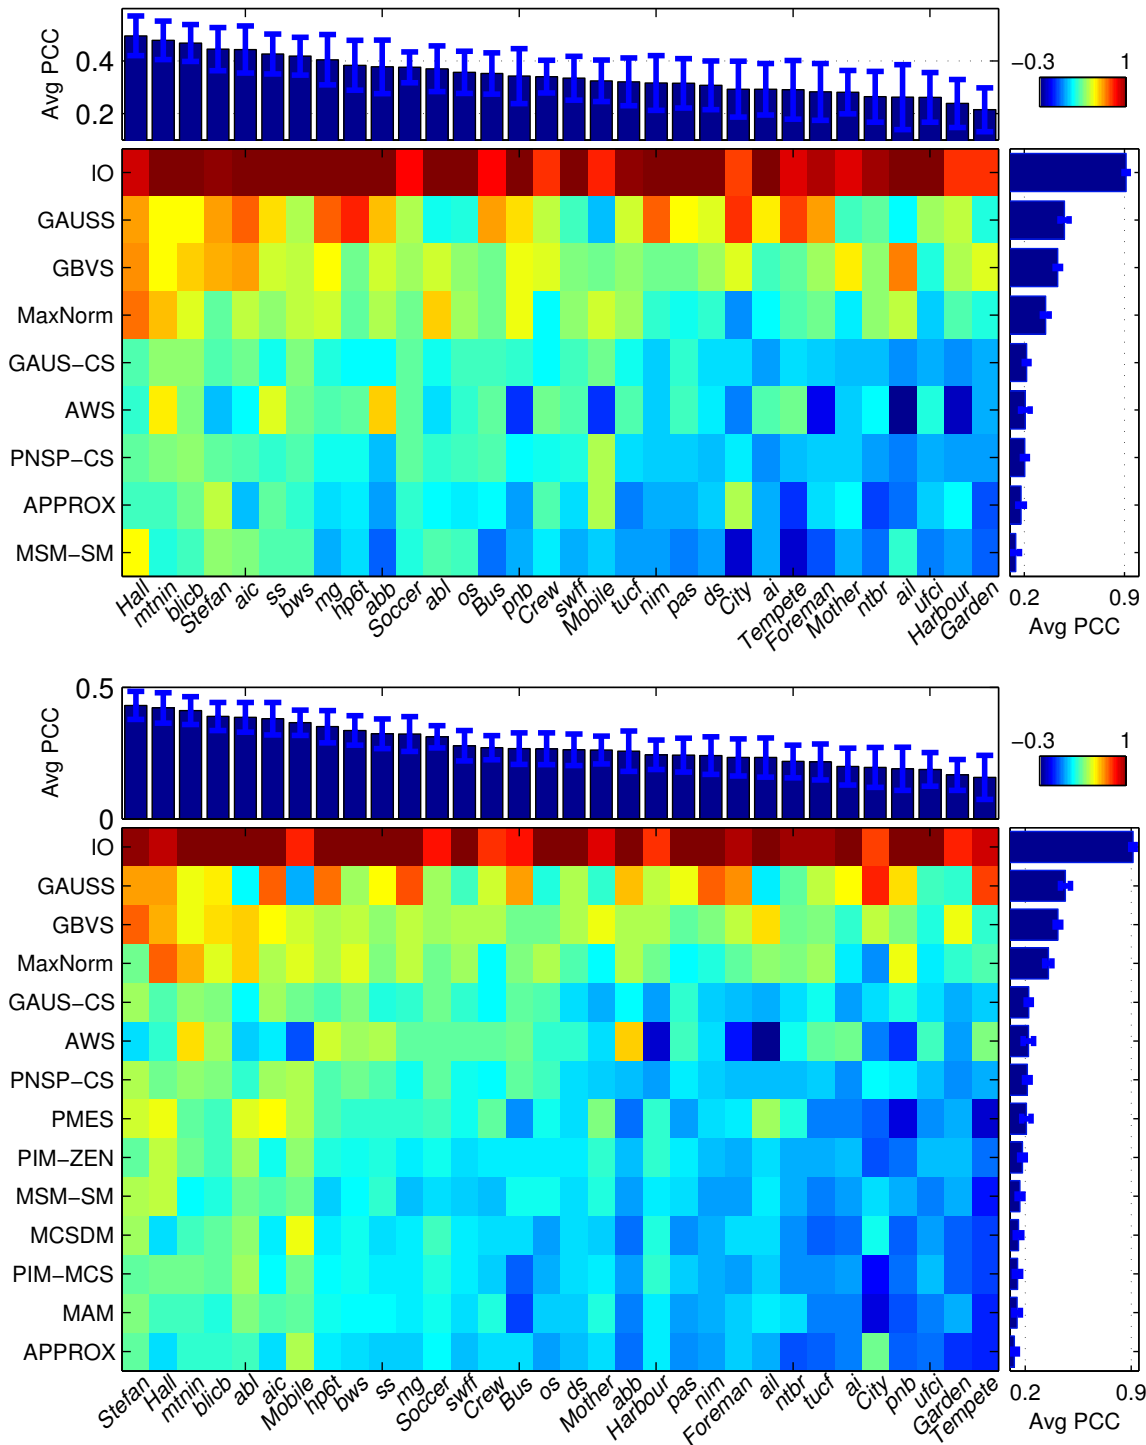 Avg PCC
0.4
0.2
−0.3
1
IO
GAUSS
GBVS
MaxNorm
GAUS−CS
AWS
PNSP−CS
APPROX
MSM−SM
Hall
mtnin
blicb
Stefan
aic
ss
bws
mg
hp6t
abb
Soccer
abl
os
Bus
pnb
Crew
swff
Mobile
tucf
nim
pas
ds
City
ai
Tempete
Foreman
Mother
ntbr
ail
ufci
Harbour
Garden
0.2
0.9
Avg PCC
Avg PCC
0.5
0
−0.3
1
IO
GAUSS
GBVS
MaxNorm
GAUS−CS
AWS
PNSP−CS
PMES
PIM−ZEN
MSM−SM
MCSDM
PIM−MCS
MAM
APPROX
Stefan
Hall
mtnin
blicb
abl
aic
Mobile
hp6t
bws
ss
mg
Soccer
swff
Crew
Bus
os
ds
Mother
abb
Harbour
pas
nim
Foreman
ail
ntbr
tucf
ai
City
pnb
ufci
Garden
Tempete
0.2
0.9
Avg PCC